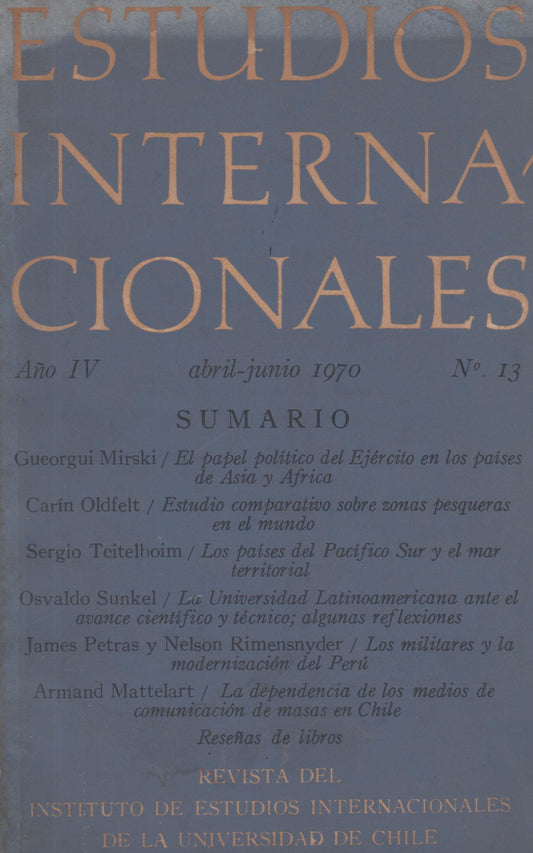 ESTUDIOS
INTERNA-
CIONALES
Año IV abril-junio 1970 Nº. 13
SUMARIO
Gueorgui Mirski / El papel político del Ejército en los países
de Asia y Africa
Carín Oldfelt / Estudio comparativo sobre zonas pesqueras
en el mundo
Sergio Teitelboim / Los países del Pacífico Sur y el mar
territorial
Osvaldo Sunkel / La Universidad Latinoamericana ante el
avance científico y técnico; algunas reflexiones
James Petras y Nelson Rimensnyder / Los militares y la
modernización del Perú
Armand Mattelart / La dependencia de los medios de
comunicación de masas en Chile
Reseñas de libros
REVISTA DEL
INSTITUTO DE ESTUDIOS INTERNACIONALES
DE LA UNIVERSIDAD DE CHILE